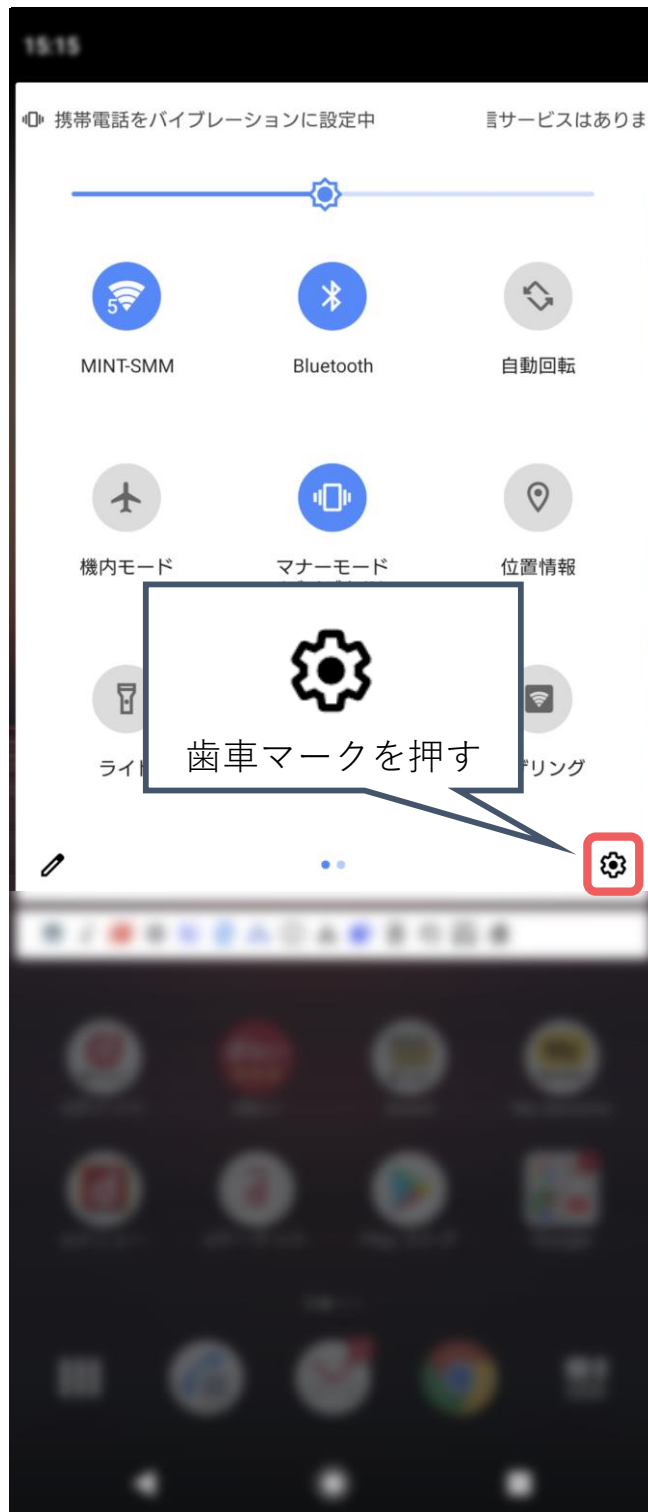 15:15
携帯電話をバイブレーションに設定中
サービスはありま
5
MINT-SMM
Bluetooth
自動回転
機内モード
マナーモード
位置情報
歯車マークを押す
ライ
リング